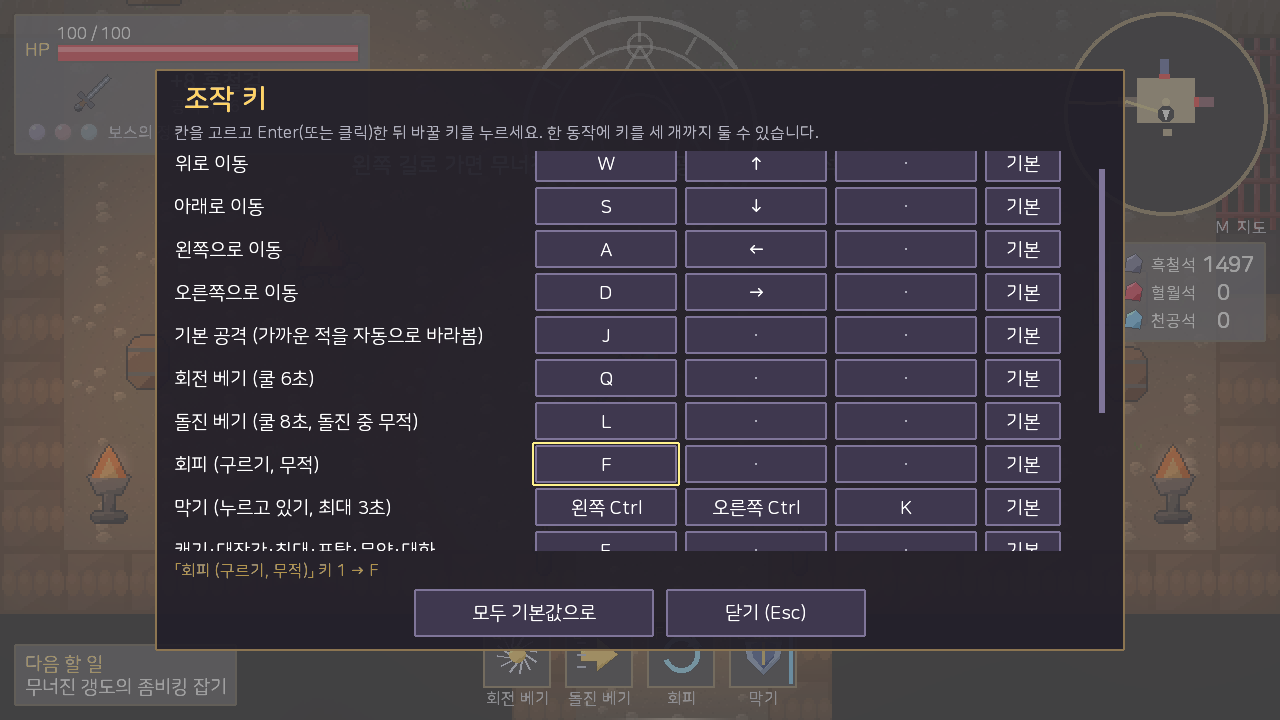 100 / 100
HP
보스의
조작 키
칸을 고르고 Enter(또는 클릭)한 뒤 바꿀 키를 누르세요. 한 동작에 키를 세 개까지 둘 수 있습니다.
위로 이동 W ↑ · 기본
아래로 이동 S ↓ · 기본
왼쪽으로 이동 A ← · 기본
오른쪽으로 이동 D → · 기본
기본 공격 (가까운 적을 자동으로 바라봄) J · · 기본
회전 베기 (쿨 6초) Q · · 기본
돌진 베기 (쿨 8초, 돌진 중 무적) L · · 기본
회피 (구르기, 무적) F · · 기본
막기 (누르고 있기, 최대 3초) 왼쪽 Ctrl 오른쪽 Ctrl K 기본
· · 기본
「회피 (구르기, 무적)」 키 1 → F
모두 기본값으로 닫기 (Esc)
M 지도
흑철석 1497
혈월석 0
천공석 0
다음 할 일
무너진 갱도의 좀비킹 잡기
회전 베기 돌진 베기 회피 막기